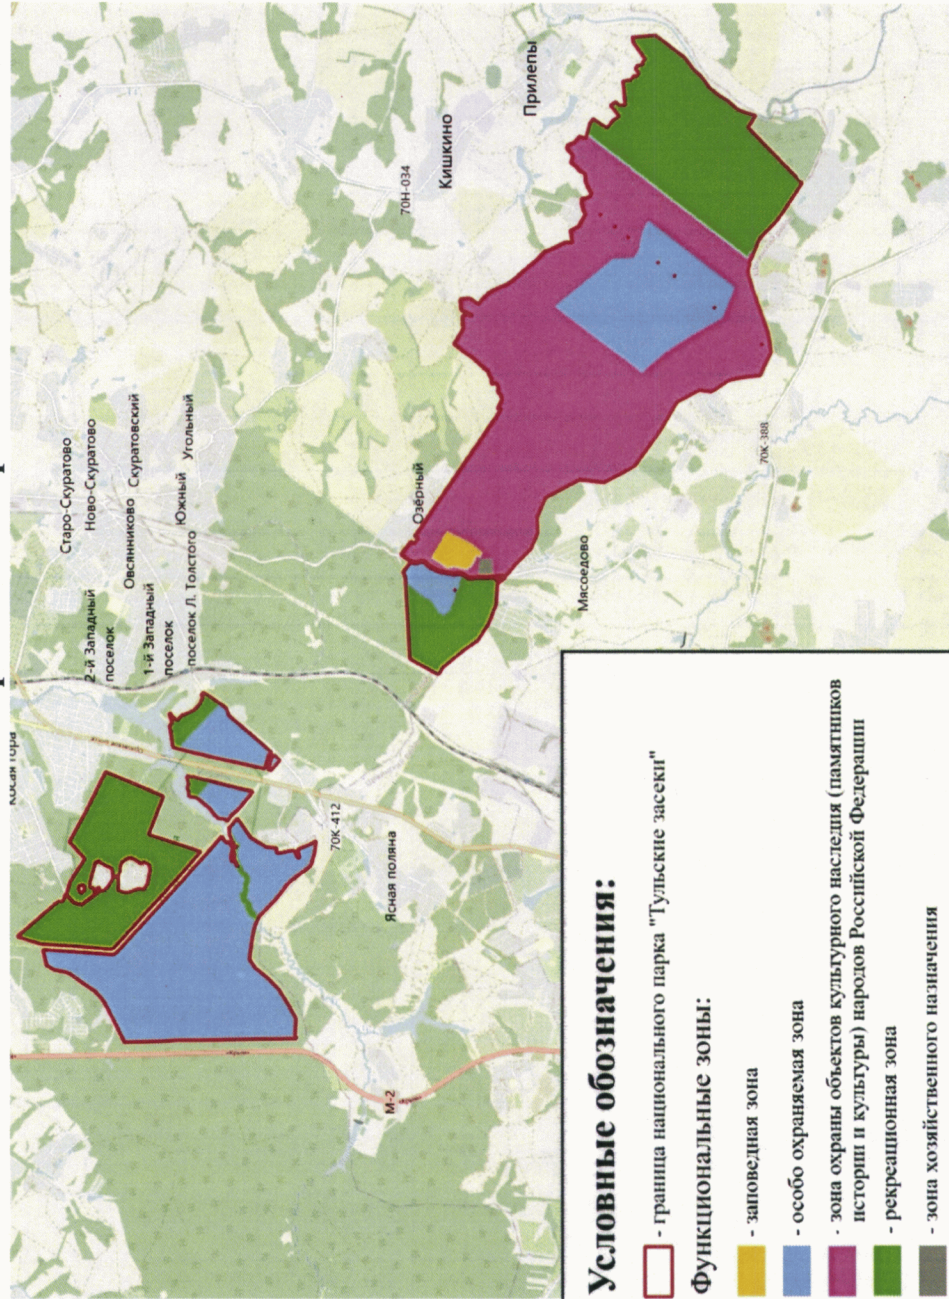 Косая Гора
Старо-Скуратово
Ново-Скуратово
2-й Западный
поселок
Овсянниково
Скуратовский
1-й Западный
поселок
Южный
Угольный
поселок Л. Толстого
70Н-034
Кишкино
Прилепы
Озёрный
70К-412
Ясная поляна
М-2
Мясоедово
70К-388
Условные обозначения:
- граница национального парка "Тульские засеки"
Функциональные зоны:
- заповедная зона
- особо охраняемая зона
- зона охраны объектов культурного наследия (памятников
истории и культуры) народов Российской Федерации
- рекреационная зона
- зона хозяйственного назначения